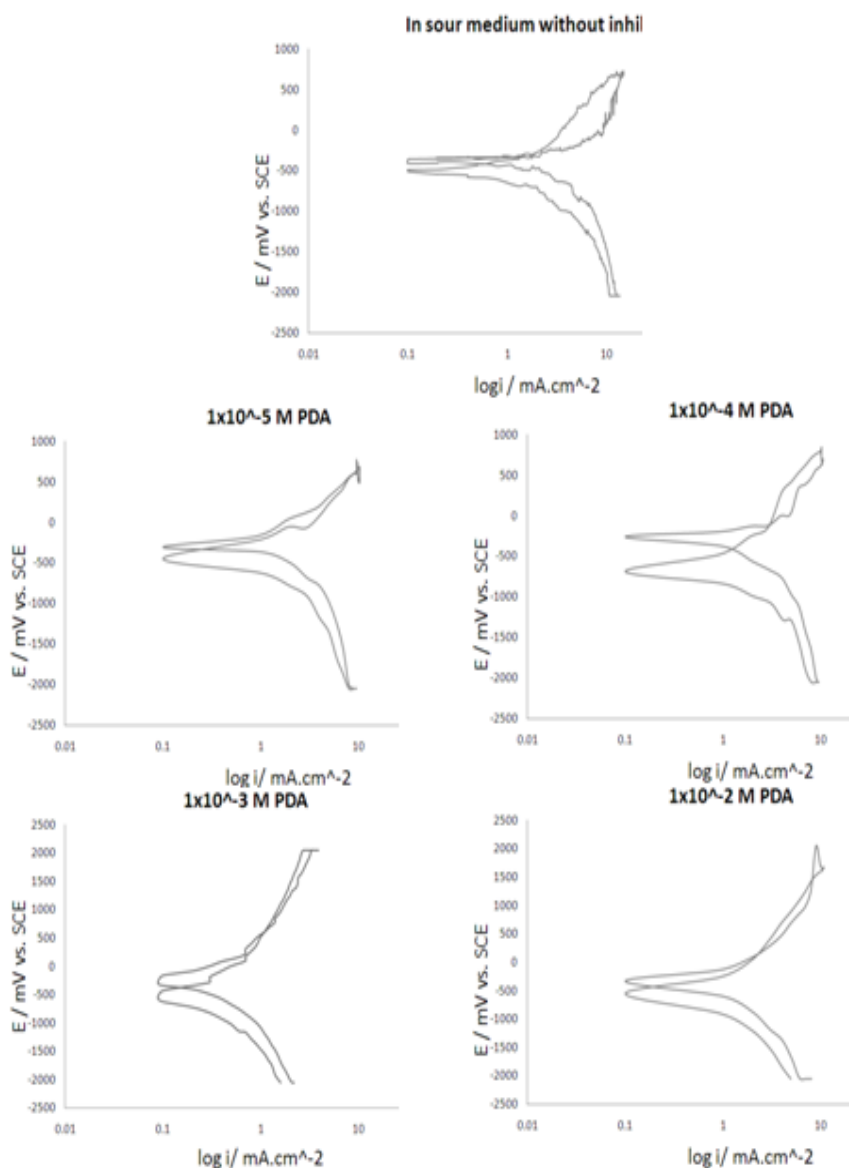 In sour medium without inhil
1000
500
0
-500
-1000
-1500
-2000
-2500
E / mV vs. SCE
0.01 0.1 1 10
logi/ mA.cm^-2
1x10^-5 M PDA
1000
500
0
-500
-1000
-1500
-2000
-2500
E / mV vs. SCE
0.01 0.1 1 10
log i/ mA.cm^-2
1x10^-4 M PDA
1000
500
0
-500
-1000
-1500
-2000
-2500
E / mV vs. SCE
0.01 0.1 1 10
log i/ mA.cm^-2
1x10^-3 M PDA
2500
2000
1500
1000
500
0
-500
-1000
-1500
-2000
-2500
E / mV vs. SCE
0.01 0.1 1 10
log i/ mA.cm^-2
1x10^-2 M PDA
2500
2000
1500
1000
500
0
-500
-1000
-1500
-2000
-2500
E / mV vs. SCE
0.01 0.1 1 10
log i/ mA.cm^-2